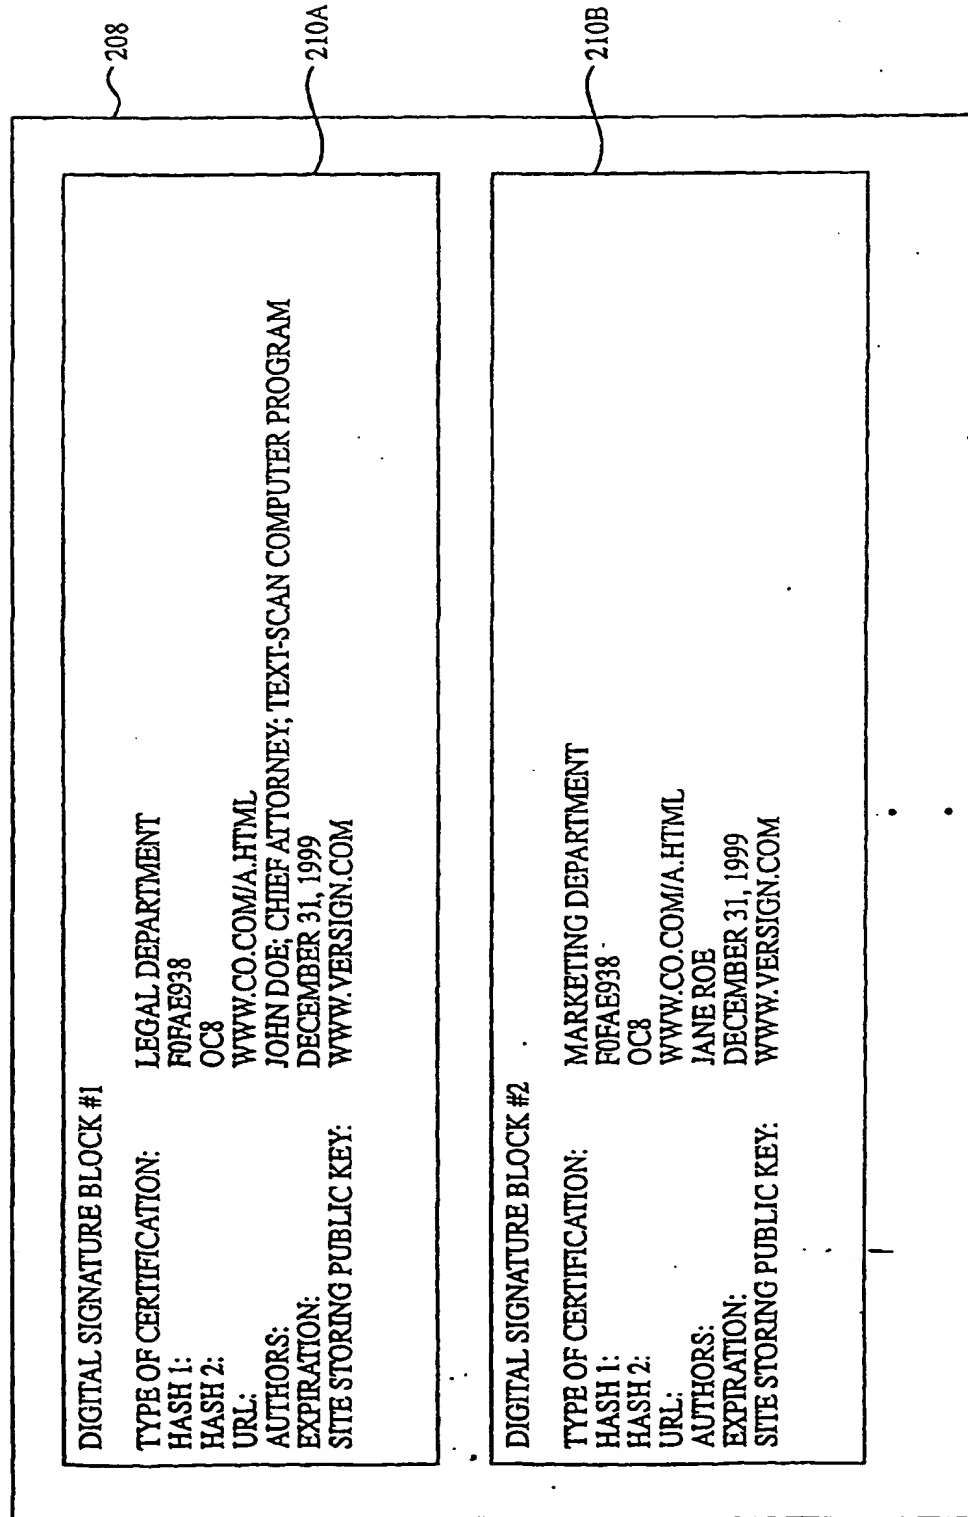 208
DIGITAL SIGNATURE BLOCK #1
210A
TYPE OF CERTIFICATION: LEGAL DEPARTMENT
HASH 1: F0FAE938
HASH 2: OC8
URL: WWW.CO.COM/A.HTML
AUTHORS: JOHN DOE; CHIEF ATTORNEY; TEXT-SCAN COMPUTER PROGRAM
EXPIRATION: DECEMBER 31, 1999
SITE STORING PUBLIC KEY: WWW.VERSIGN.COM
DIGITAL SIGNATURE BLOCK #2
210B
TYPE OF CERTIFICATION: MARKETING DEPARTMENT
HASH 1: F0FAE938
HASH 2: OC8
URL: WWW.CO.COM/A.HTML
AUTHORS: JANE ROE
EXPIRATION: DECEMBER 31, 1999
SITE STORING PUBLIC KEY: WWW.VERSIGN.COM